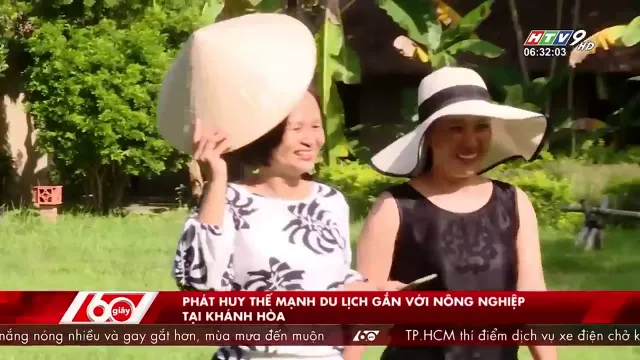 HTV9 HD
06:32:03
60 giây
PHÁT HUY THẾ MẠNH DU LỊCH GẮN VỚI NÔNG NGHIỆP
TẠI KHÁNH HÒA
nắng nóng nhiều và gay gắt hơn, mùa mưa đến muộn TP.HCM thí điểm dịch vụ xe điện chở k